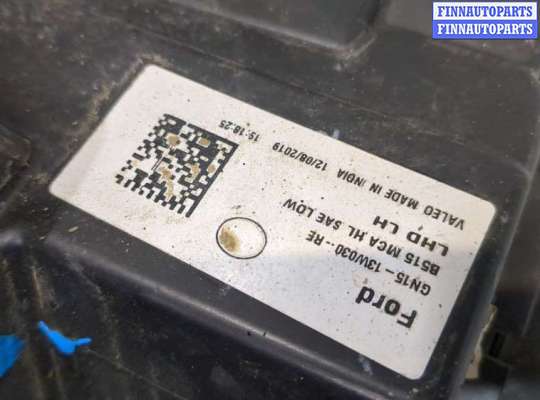 FINNAUTOPARTS
FINNAUTOPARTS
Ford
GN15-13W030--RE
B515 MCA HL SAE LOW
LHD LH
VALEO MADE IN INDIA 12/08/2019 19:18:25